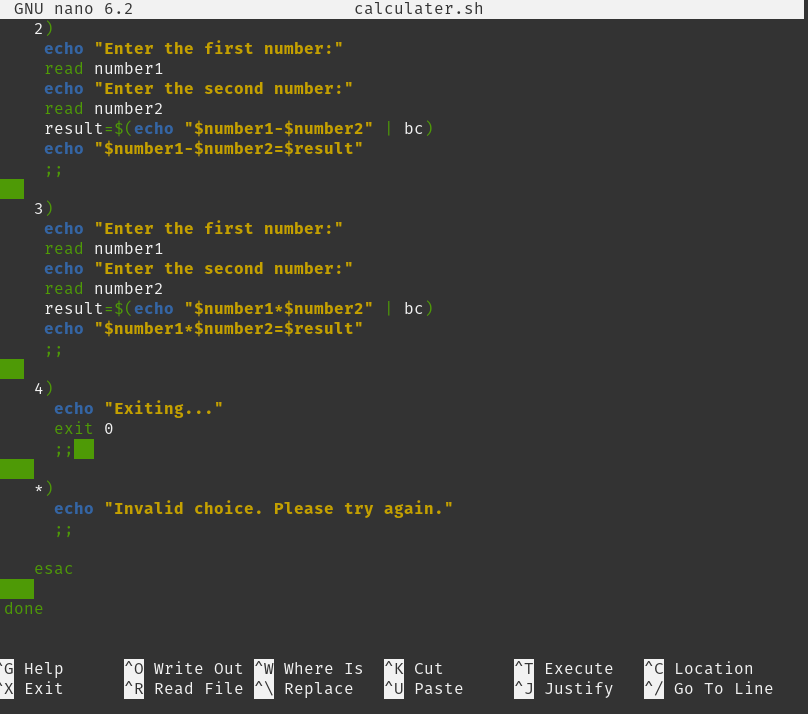 GNU nano 6.2 calculater.sh
2)
echo "Enter the first number:"
read number1
echo "Enter the second number:"
read number2
result=$(echo "$number1-$number2" | bc)
echo "$number1-$number2=$result"
;;
3)
echo "Enter the first number:"
read number1
echo "Enter the second number:"
read number2
result=$(echo "$number1*$number2" | bc)
echo "$number1*$number2=$result"
;;
4)
echo "Exiting..."
exit 0
;;
*)
echo "Invalid choice. Please try again."
;;
esac
done
^G Help ^O Write Out ^W Where Is ^K Cut ^T Execute ^C Location
^X Exit ^R Read File ^\ Replace ^U Paste ^J Justify ^/ Go To Line